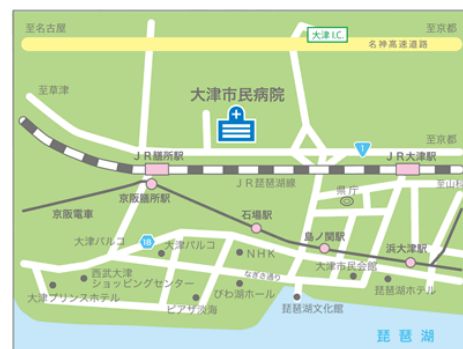 至名古屋
至京都
大津I.C.
名神高速道路
至草津
大津市民病院
1
至京都
JR膳所駅
JR大津駅
JR琵琶湖線
至山科
京阪膳所駅
県庁
京阪電車
石場駅
島ノ関駅
大津パルコ
16
大津パルコ
NHK
浜大津駅
西武大津
ショッピングセンター
なぎさ通り
大津市民会館
大津プリンスホテル
びわ湖ホール
琵琶湖ホテル
ピアザ淡海
琵琶湖文化館
琵琶湖